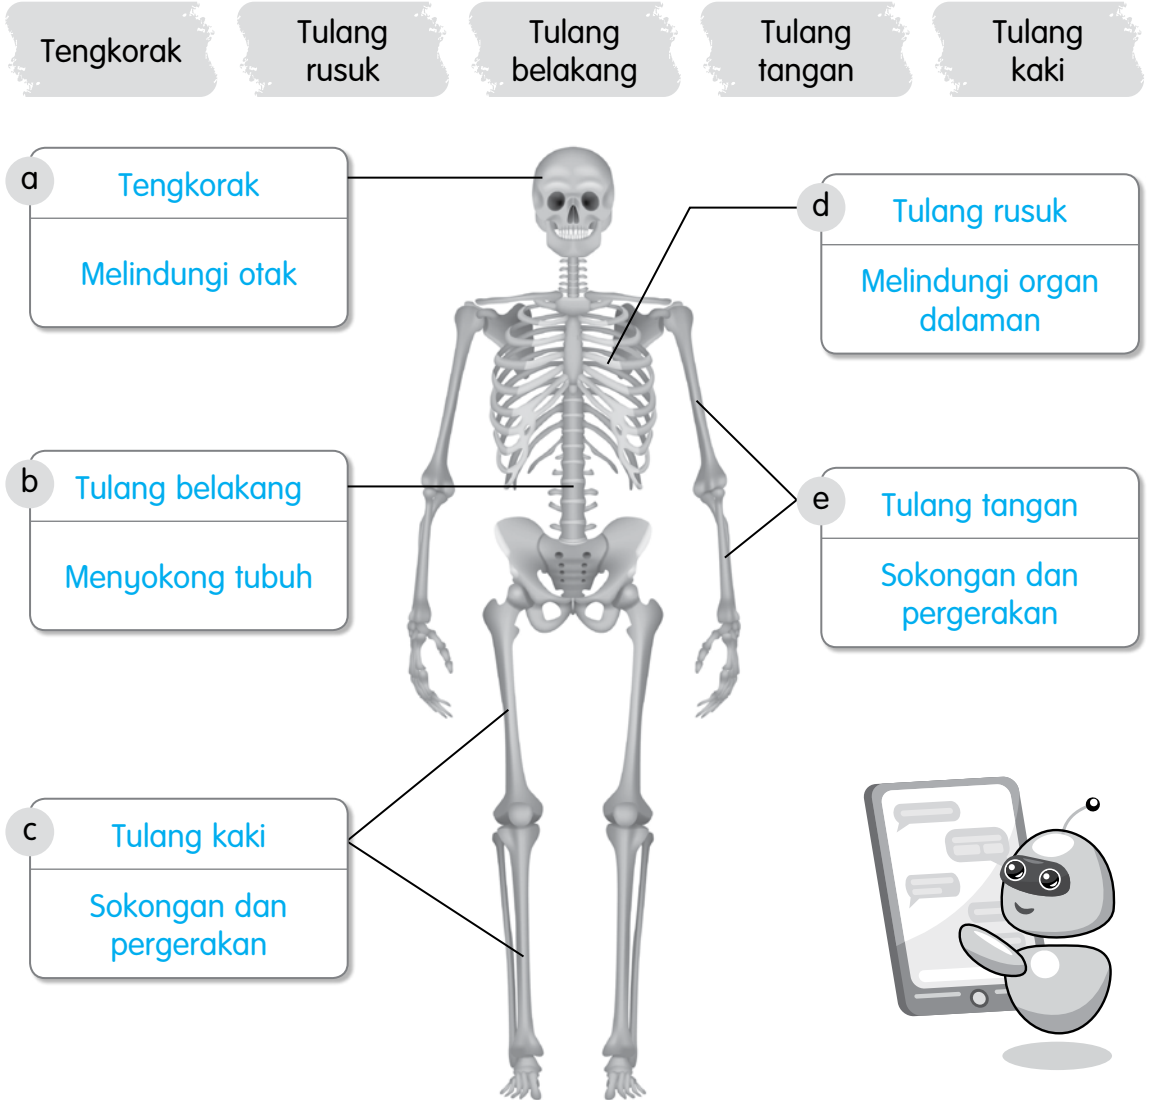 Tengkorak
Tulang
rusuk
Tulang
belakang
Tulang
tangan
Tulang
kaki
a
Tengkorak
Melindungi otak
d
Tulang rusuk
Melindungi organ
dalaman
b
Tulang belakang
Menyokong tubuh
e
Tulang tangan
Sokongan dan
pergerakan
c
Tulang kaki
Sokongan dan
pergerakan